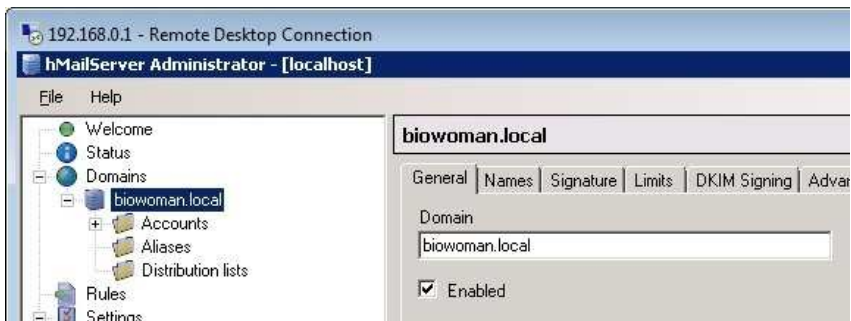 192.168.0.1 - Remote Desktop Connection
hMailServer Administrator - [localhost]
File Help
Welcome
Status
Domains
biowoman.local
Accounts
Aliases
Distribution lists
Rules
Settings
biowoman.local
General Names Signature Limits DKIM Signing Advan
Domain
biowoman.local
Enabled